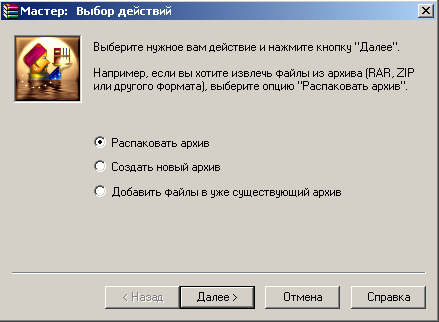 Мастер: Выбор действий
Выберите нужное вам действие и нажмите кнопку "Далее".
Например, если вы хотите извлечь файлы из архива (RAR, ZIP
или другого формата), выберите опцию "Распаковать архив".
Распаковать архив
Создать новый архив
Добавить файлы в уже существующий архив
< Назад
Далее >
Отмена
Справка